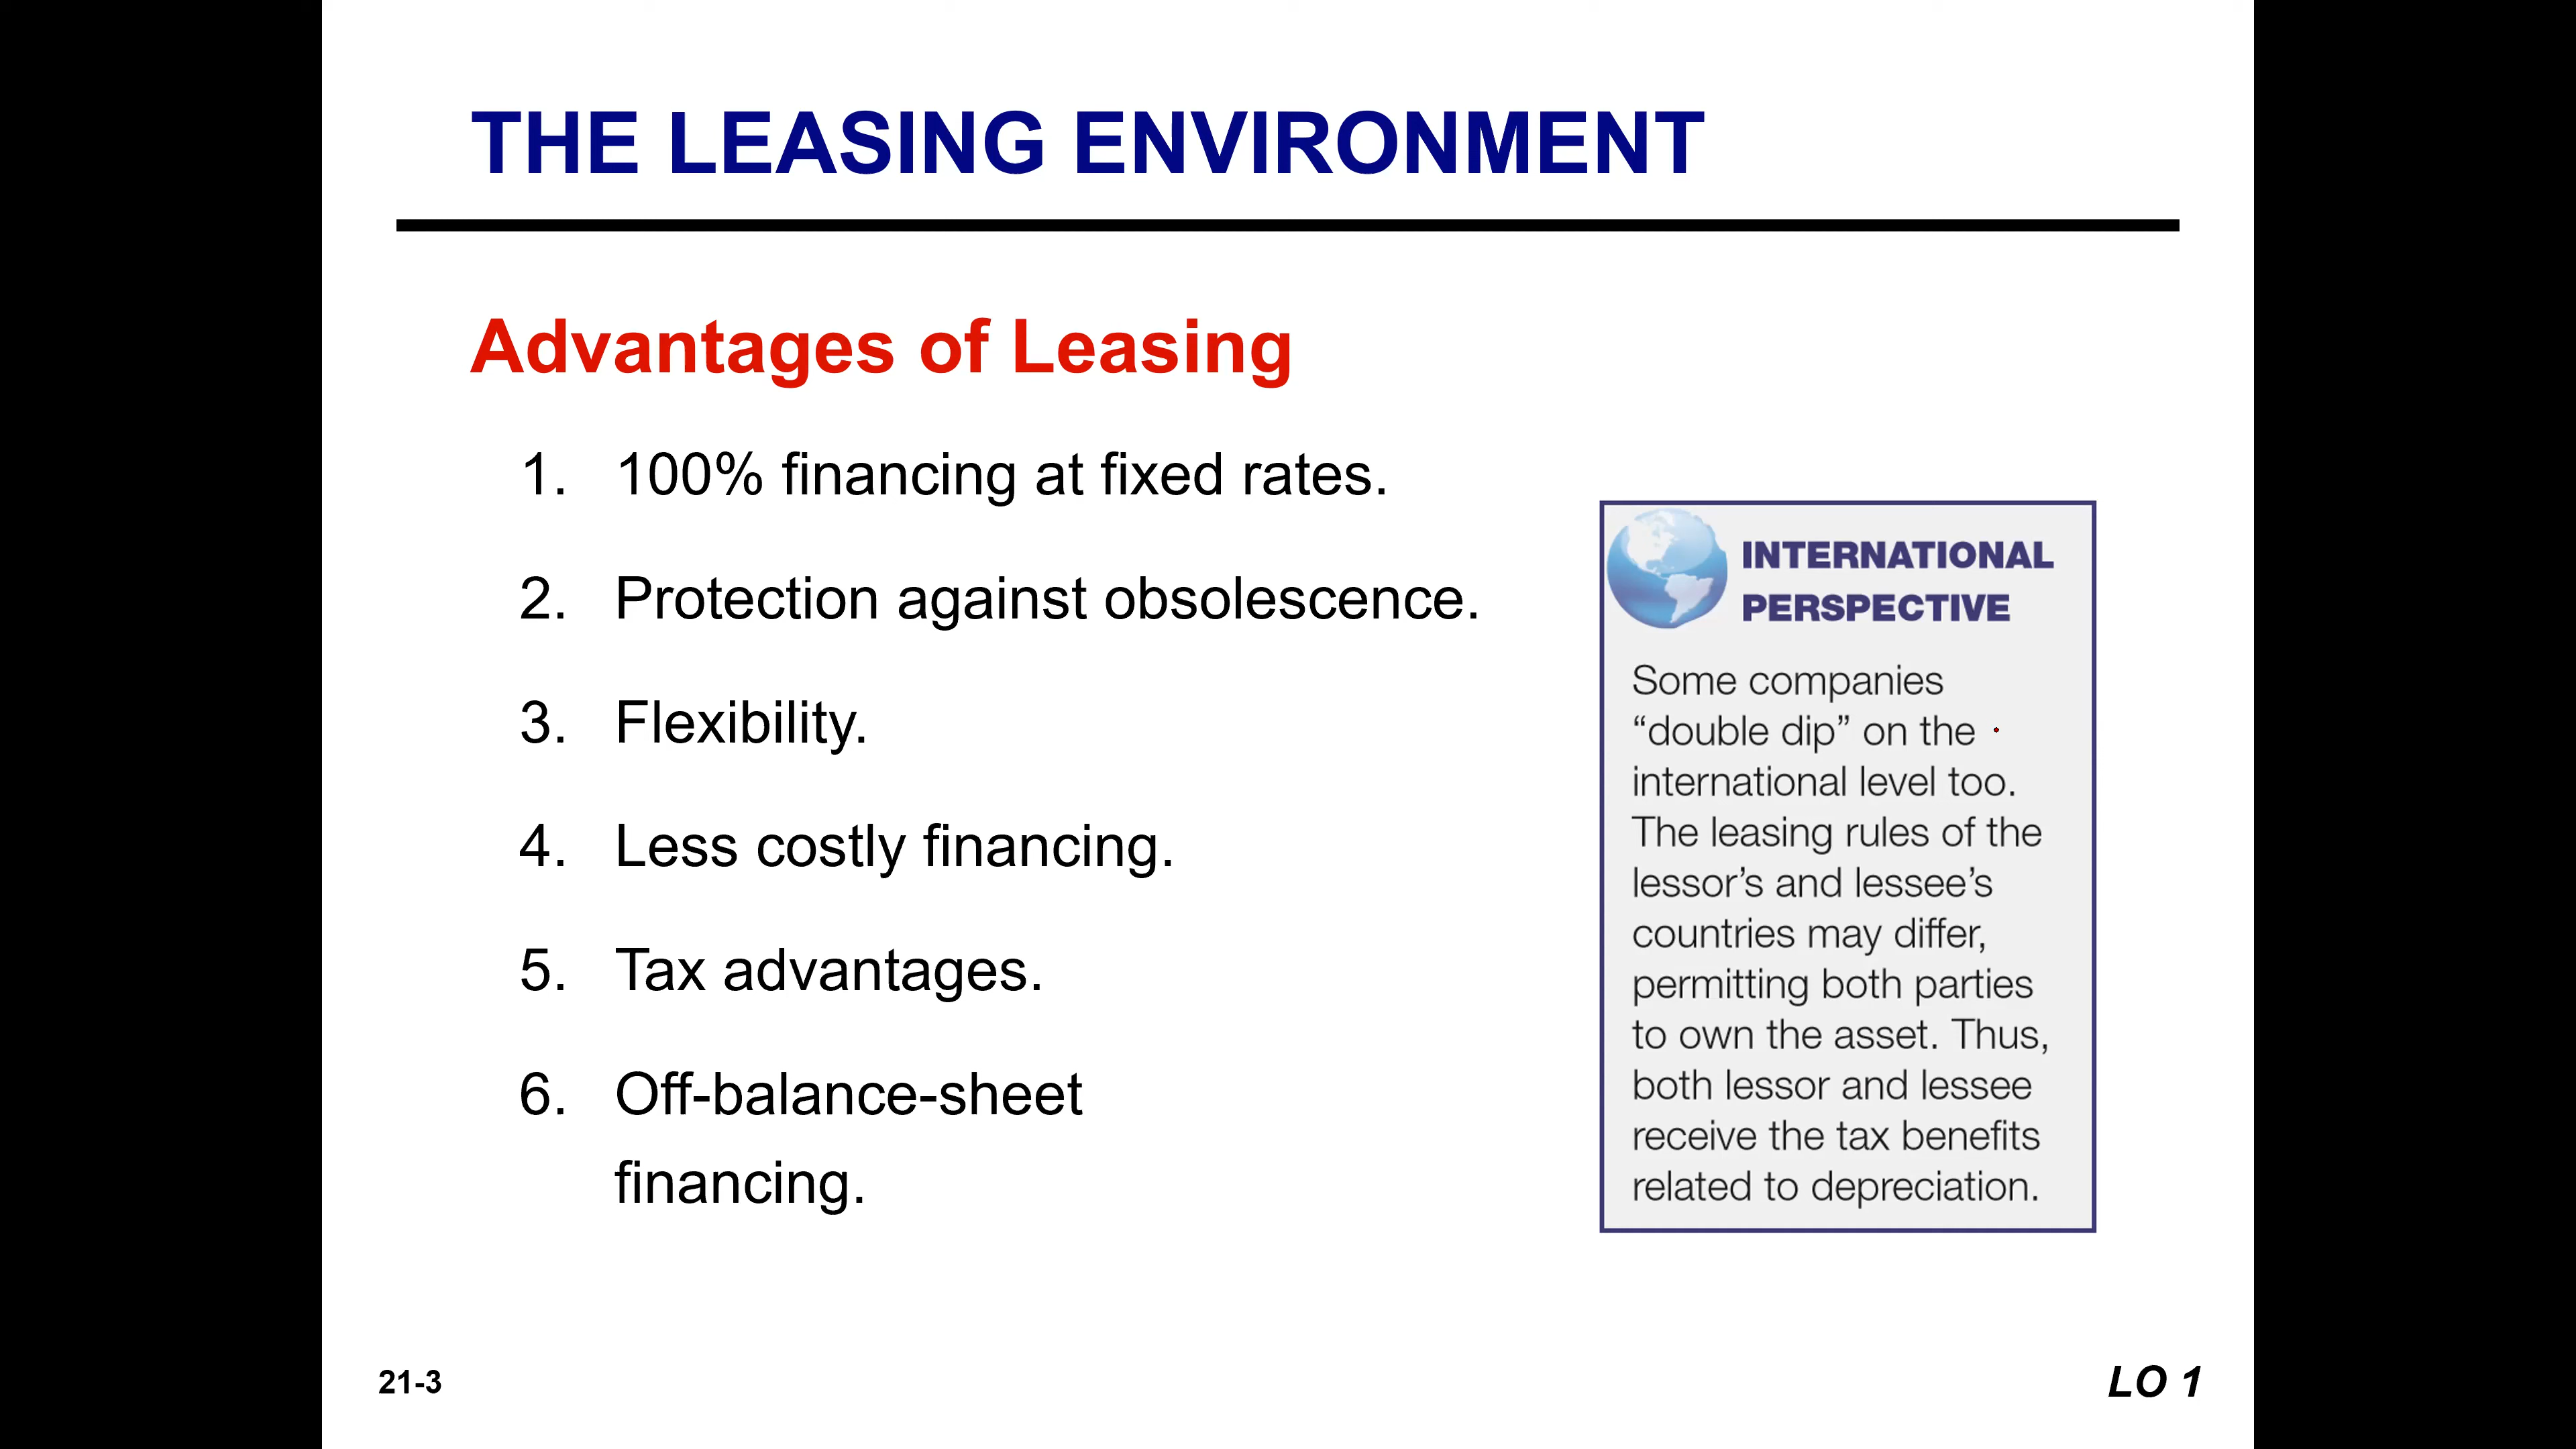 THE LEASING ENVIRONMENT
Advantages of Leasing
1. 100% financing at fixed rates.
2. Protection against obsolescence.
3. Flexibility.
4. Less costly financing.
5. Tax advantages.
6. Off-balance-sheet
financing.
INTERNATIONAL
PERSPECTIVE
Some companies
“double dip” on the
international level too.
The leasing rules of the
lessor’s and lessee’s
countries may differ,
permitting both parties
to own the asset. Thus,
both lessor and lessee
receive the tax benefits
related to depreciation.
21-3
LO 1